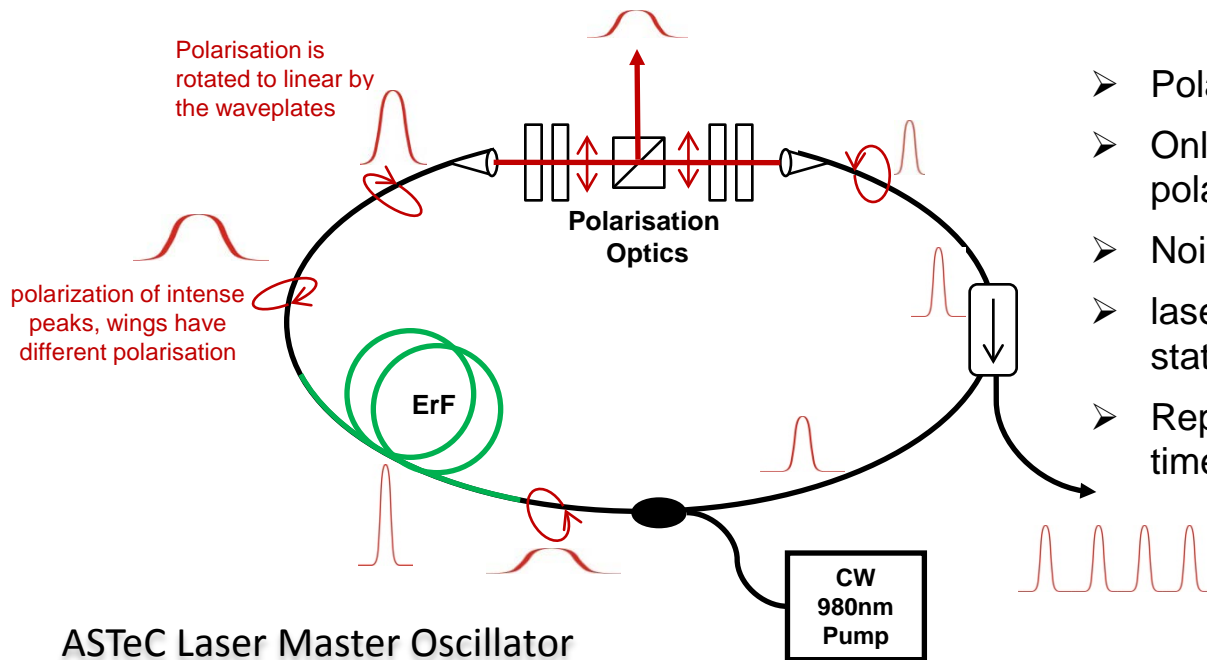 Polarisation is
rotated to linear by
the waveplates
Polarisation
Optics
polarization of intense
peaks, wings have
different polarisation
ErF
CW
980nm
Pump
ASTeC Laser Master Oscillator
➢ Pola
➢ Onl
pola
➢ Noi
➢ lase
stat
➢ Rep
time